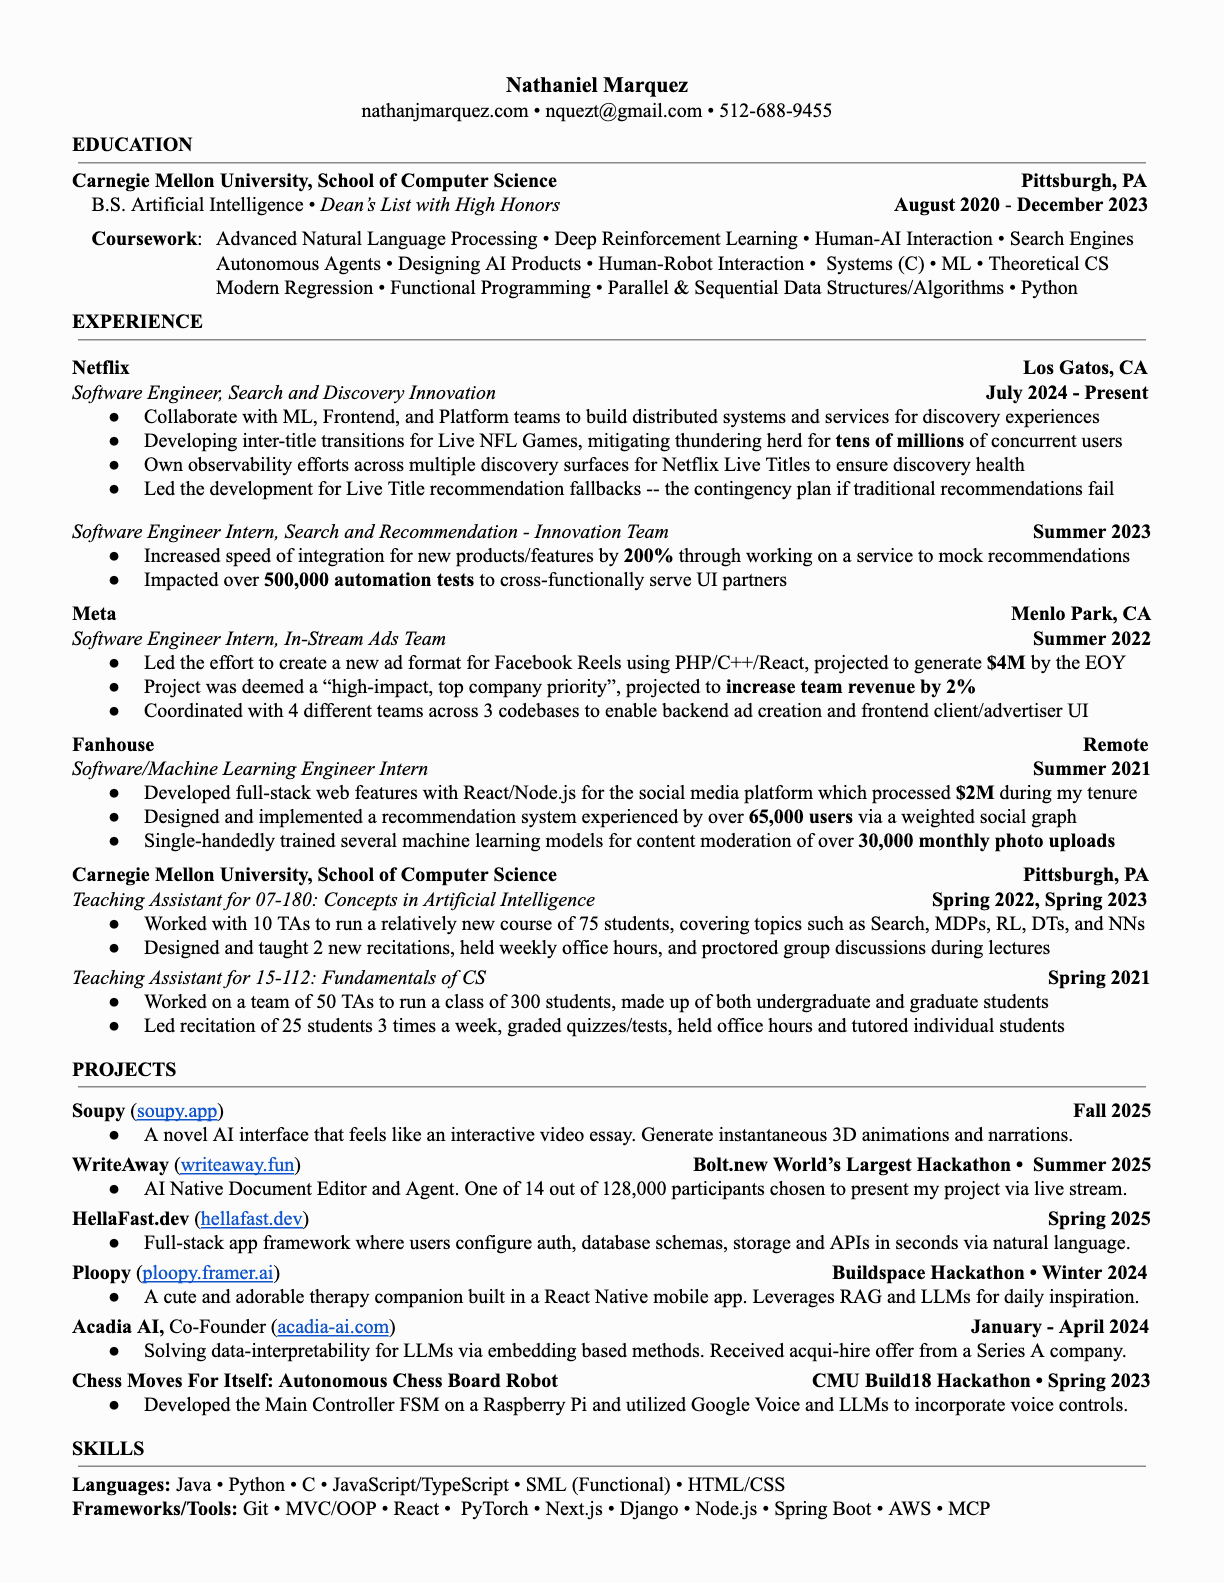 Nathaniel Marquez
nathanjmarquez.com • nquezt@gmail.com • 512-688-9455
EDUCATION
Carnegie Mellon University, School of Computer Science Pittsburgh, PA
B.S. Artificial Intelligence • Dean’s List with High Honors August 2020 - December 2023
Coursework: Advanced Natural Language Processing • Deep Reinforcement Learning • Human-AI Interaction • Search Engines
Autonomous Agents • Designing AI Products • Human-Robot Interaction • Systems (C) • ML • Theoretical CS
Modern Regression • Functional Programming • Parallel & Sequential Data Structures/Algorithms • Python
EXPERIENCE
Netflix Los Gatos, CA
Software Engineer, Search and Discovery Innovation July 2024 - Present
● Collaborate with ML, Frontend, and Platform teams to build distributed systems and services for discovery experiences
● Developing inter-title transitions for Live NFL Games, mitigating thundering herd for tens of millions of concurrent users
● Own observability efforts across multiple discovery surfaces for Netflix Live Titles to ensure discovery health
● Led the development for Live Title recommendation fallbacks -- the contingency plan if traditional recommendations fail
Software Engineer Intern, Search and Recommendation - Innovation Team Summer 2023
● Increased speed of integration for new products/features by 200% through working on a service to mock recommendations
● Impacted over 500,000 automation tests to cross-functionally serve UI partners
Meta Menlo Park, CA
Software Engineer Intern, In-Stream Ads Team Summer 2022
● Led the effort to create a new ad format for Facebook Reels using PHP/C++/React, projected to generate $4M by the EOY
● Project was deemed a “high-impact, top company priority”, projected to increase team revenue by 2%
● Coordinated with 4 different teams across 3 codebases to enable backend ad creation and frontend client/advertiser UI
Fanhouse Remote
Software/Machine Learning Engineer Intern Summer 2021
● Developed full-stack web features with React/Node.js for the social media platform which processed $2M during my tenure
● Designed and implemented a recommendation system experienced by over 65,000 users via a weighted social graph
● Single-handedly trained several machine learning models for content moderation of over 30,000 monthly photo uploads
Carnegie Mellon University, School of Computer Science Pittsburgh, PA
Teaching Assistant for 07-180: Concepts in Artificial Intelligence Spring 2022, Spring 2023
● Worked with 10 TAs to run a relatively new course of 75 students, covering topics such as Search, MDPs, RL, DTs, and NNs
● Designed and taught 2 new recitations, held weekly office hours, and proctored group discussions during lectures
Teaching Assistant for 15-112: Fundamentals of CS Spring 2021
● Worked on a team of 50 TAs to run a class of 300 students, made up of both undergraduate and graduate students
● Led recitation of 25 students 3 times a week, graded quizzes/tests, held office hours and tutored individual students
PROJECTS
Soupy (soupy.app) Fall 2025
● A novel AI interface that feels like an interactive video essay. Generate instantaneous 3D animations and narrations.
WriteAway (writeaway.fun) Bolt.new World’s Largest Hackathon • Summer 2025
● AI Native Document Editor and Agent. One of 14 out of 128,000 participants chosen to present my project via live stream.
HellaFast.dev (hellafast.dev) Spring 2025
● Full-stack app framework where users configure auth, database schemas, storage and APIs in seconds via natural language.
Ploopy (ploopy.framer.ai) Buildspace Hackathon • Winter 2024
● A cute and adorable therapy companion built in a React Native mobile app. Leverages RAG and LLMs for daily inspiration.
Acadia AI, Co-Founder (acadia-ai.com) January - April 2024
● Solving data-interpretability for LLMs via embedding based methods. Received acqui-hire offer from a Series A company.
Chess Moves For Itself: Autonomous Chess Board Robot CMU Build18 Hackathon • Spring 2023
● Developed the Main Controller FSM on a Raspberry Pi and utilized Google Voice and LLMs to incorporate voice controls.
SKILLS
Languages: Java • Python • C • JavaScript/TypeScript • SML (Functional) • HTML/CSS
Frameworks/Tools: Git • MVC/OOP • React • PyTorch • Next.js • Django • Node.js • Spring Boot • AWS • MCP